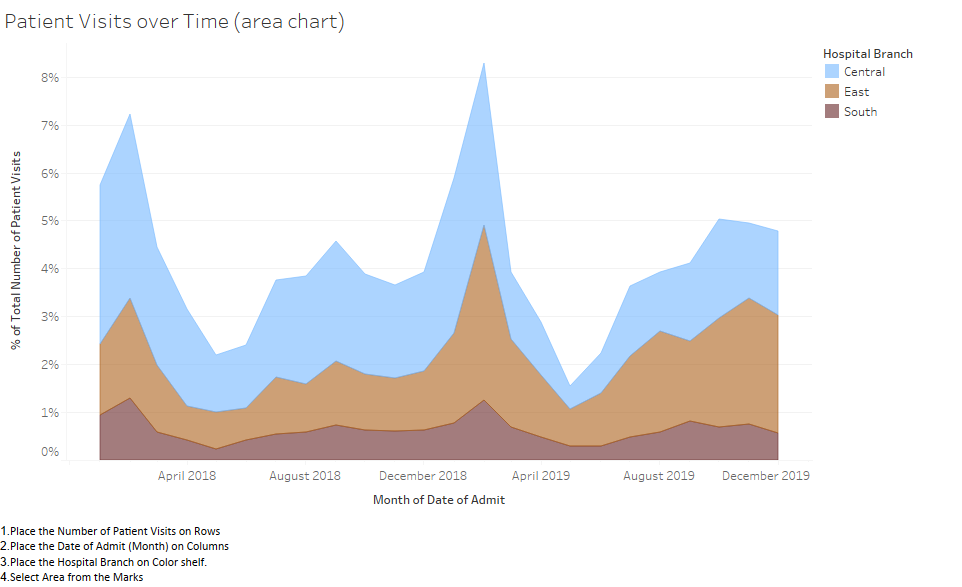 Patient Visits over Time (area chart)
Hospital Branch
Central
East
South
% of Total Number of Patient Visits
8%
7%
6%
5%
4%
3%
2%
1%
0%
April 2018
August 2018
December 2018
April 2019
August 2019
December 2019
Month of Date of Admit
1.Place the Number of Patient Visits on Rows
2.Place the Date of Admit (Month) on Columns
3.Place the Hospital Branch on Color shelf.
4.Select Area from the Marks